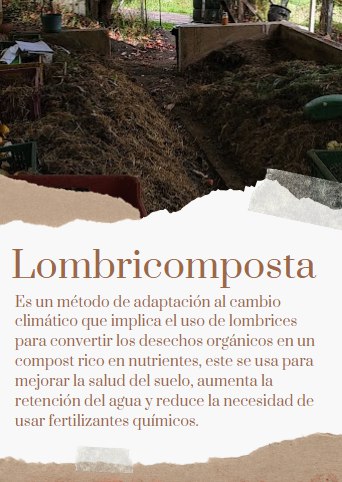 Lombricomposta
Es un método de adaptación al cambio
climático que implica el uso de lombrices
para convertir los desechos orgánicos en un
compost rico en nutrientes, este se usa para
mejorar la salud del suelo, aumenta la
retención del agua y reduce la necesidad de
usar fertilizantes químicos.